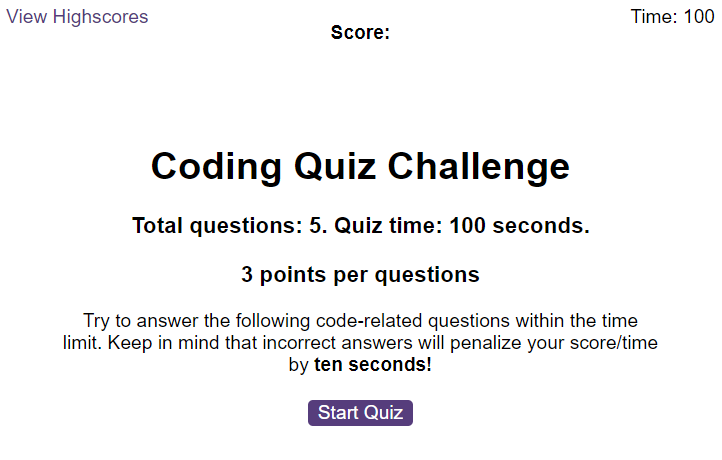 View Highscores
Time: 100
Score:
Coding Quiz Challenge
Total questions: 5. Quiz time: 100 seconds.
3 points per questions
Try to answer the following code-related questions within the time
limit. Keep in mind that incorrect answers will penalize your score/time
by ten seconds!
Start Quiz